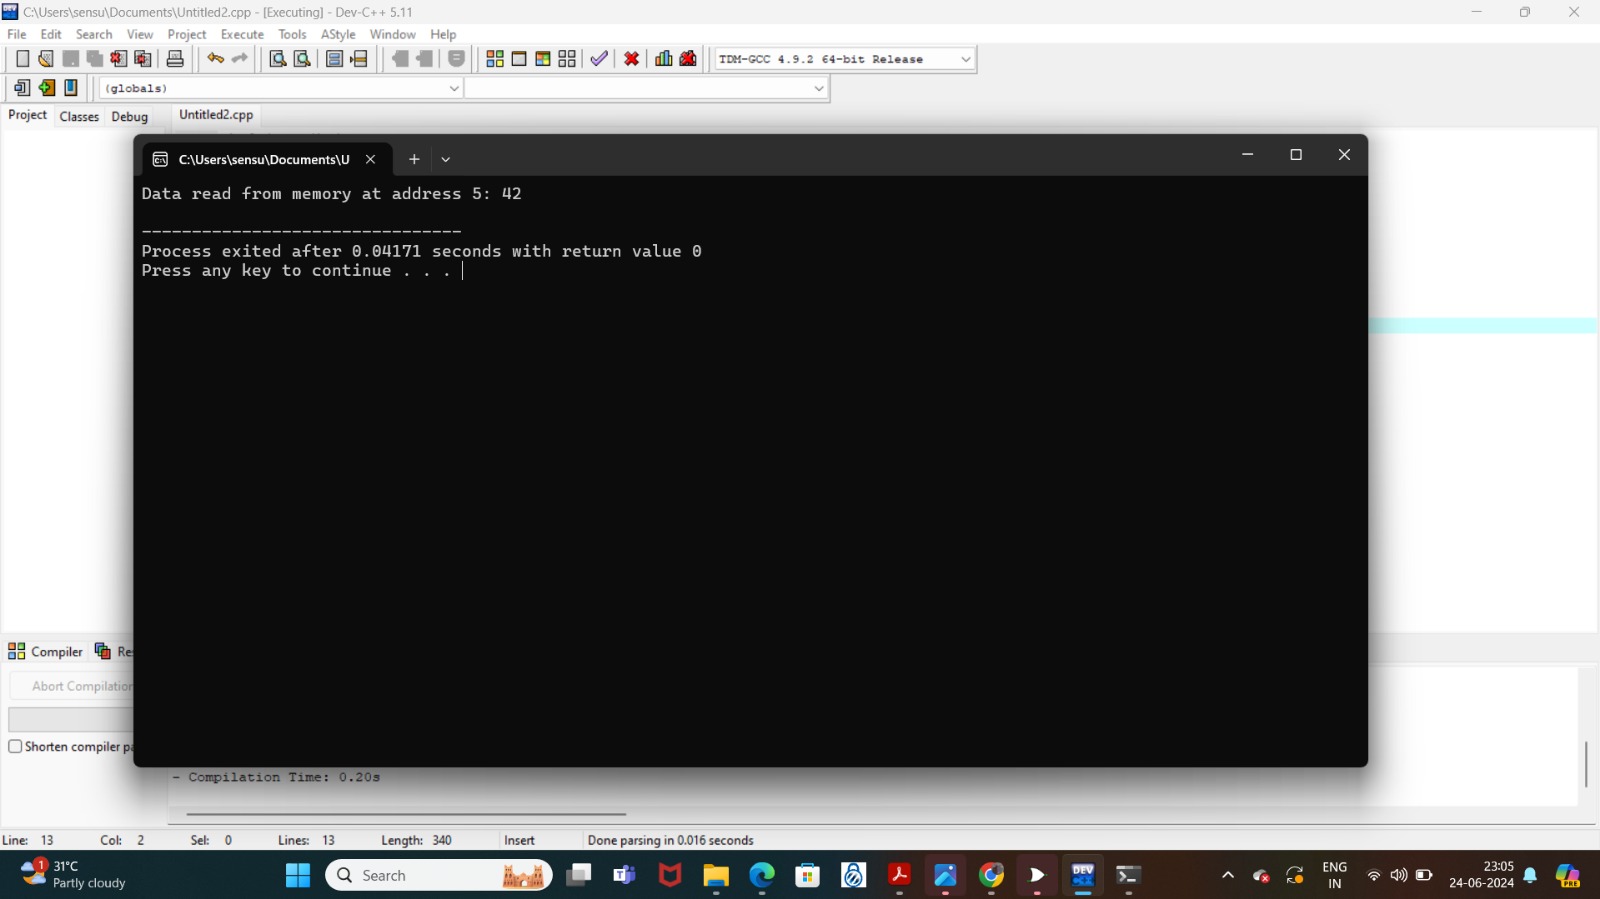 C:\Users\sensu\Documents\Untitled2.cpp - [Executing] - Dev-C++ 5.11
File Edit Search View Project Execute Tools AStyle Window Help
TDM-GCC 4.9.2 64-bit Release
(globals)
Project Classes Debug Untitled2.cpp
C:\Users\sensu\Documents\U
Data read from memory at address 5: 42
--------------------------------
Process exited after 0.04171 seconds with return value 0
Press any key to continue . . .
Compiler Res
Abort Compilation
Shorten compiler pa
- Compilation Time: 0.20s
Line: 13 Col: 2 Sel: 0 Lines: 13 Length: 340 Insert Done parsing in 0.016 seconds
1 31°C
Partly cloudy
Search
ENG
IN
23:05
24-06-2024
DEV
PRE